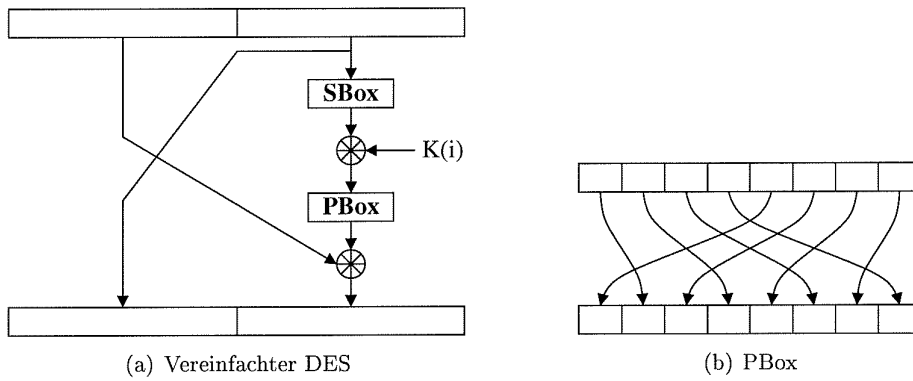 SBox
K(i)
PBox
(a) Vereinfachter DES
(b) PBox